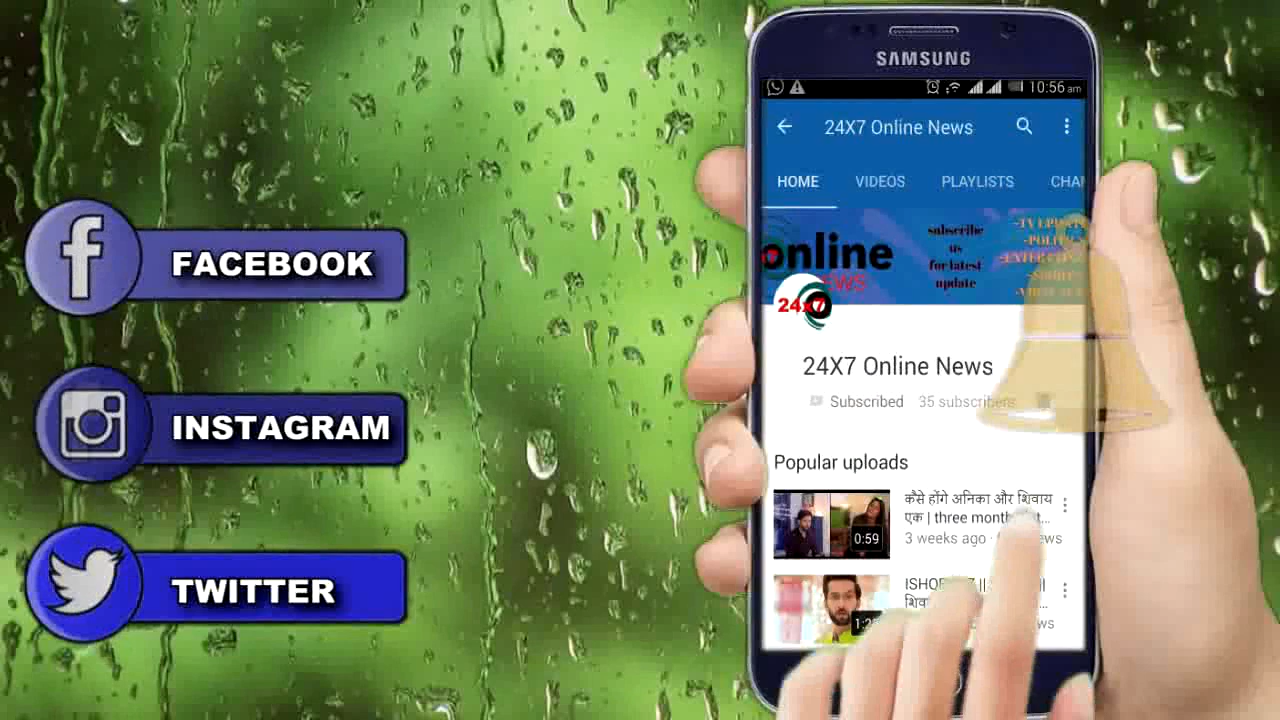 FACEBOOK
INSTAGRAM
TWITTER
SAMSUNG
10:56 am
24X7 Online News
HOME VIDEOS PLAYLISTS CHAN
online
NEWS
24x7
subscribe
us
for latest
update
24X7 Online News
Subscribed 35 subscribers
Popular uploads
कैसे होंगे अनिका और शिवाय
एक | three month
0:59
3 weeks ago